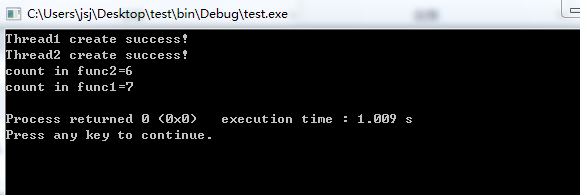 C:\Users\jsj\Desktop\test\bin\Debug\test.exe
Thread1 create success!
Thread2 create success!
count in func2=6
count in func1=7
Process returned 0 (0x0)   execution time : 1.009 s
Press any key to continue.